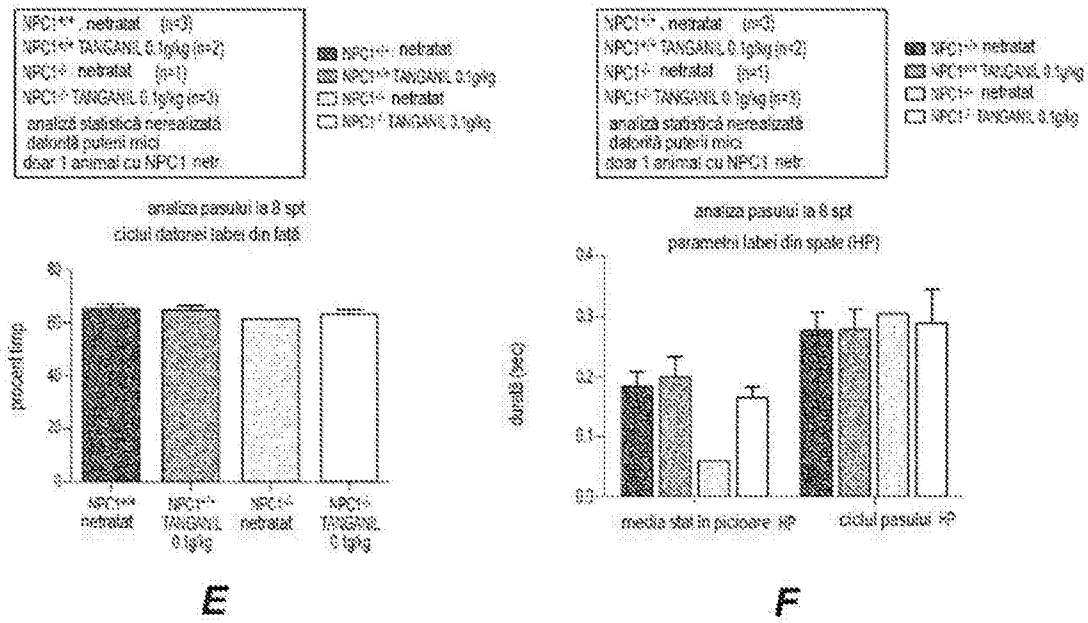 NPC1+/+ , netratat (n=3)
NPC1+/+ TANGANIL 0.1g/kg (n=2)
NPC1-/- netratat (n=1)
NPC1-/- TANGANIL 0.1g/kg (n=3)
analiză statistică nerealizată
datorită puterii mici
doar 1 animal cu NPC1 netr.
netratat
TANGANIL 0.1g/kg
NPC1-/- netratat
NPC1-/- TANGANIL 0.1g/kg
analiza pasului la 8 spt
ciclul datoriei labei din față
procent timp
80
60
40
20
0
NPC1+/+
netratat
NPC1+/+
TANGANIL
0.1g/kg
NPC1-/-
netratat
NPC1-/-
TANGANIL
0.1g/kg
E
NPC1+/+ , netratat (n=3)
NPC1+/+ TANGANIL 0.1g/kg (n=2)
NPC1-/- netratat (n=1)
NPC1-/- TANGANIL 0.1g/kg (n=3)
analiză statistică nerealizată
datorită puterii mici
doar 1 animal cu NPC1 netr.
netratat
TANGANIL 0.1g/kg
NPC1-/- netratat
NPC1-/- TANGANIL 0.1g/kg
analiza pasului la 8 spt
parametrii labei din spate (HP)
durată (sec)
0.4
0.3
0.2
0.1
0.0
media stat în picioare HP
ciclul pasului HP
F